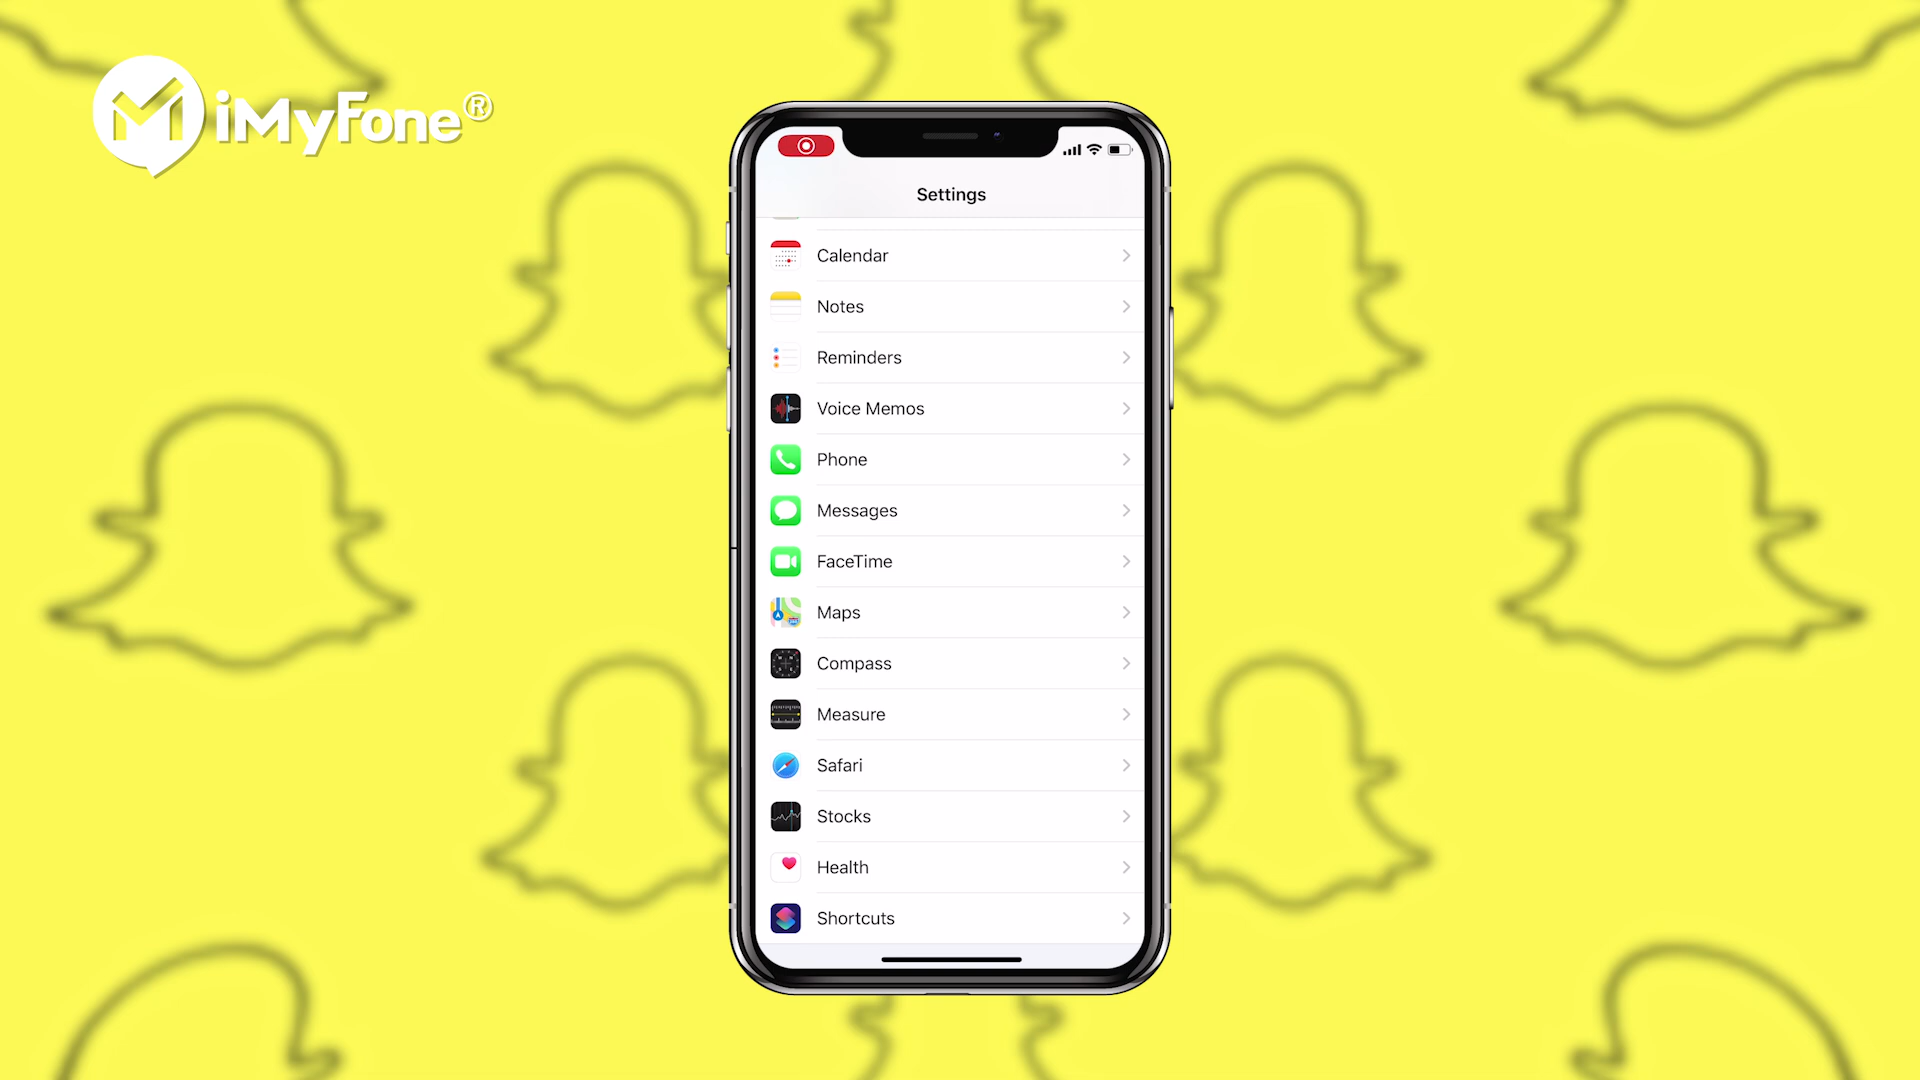 iMyFone®
Settings
Calendar
Notes
Reminders
Voice Memos
Phone
Messages
FaceTime
Maps
Compass
Measure
Safari
Stocks
Health
Shortcuts